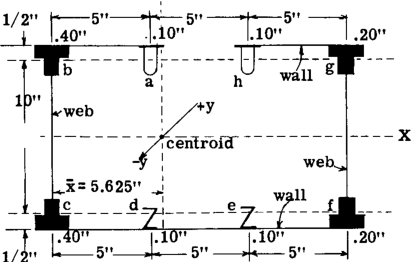 1/2" 5" 5" 5"
.40" .10" .10" .20"
b a h wall g
10"
web +y
-y centroid X
x̄ = 5.625" web
c d e wall f
1/2" .40" .10" .10" .20"
5" 5" 5"